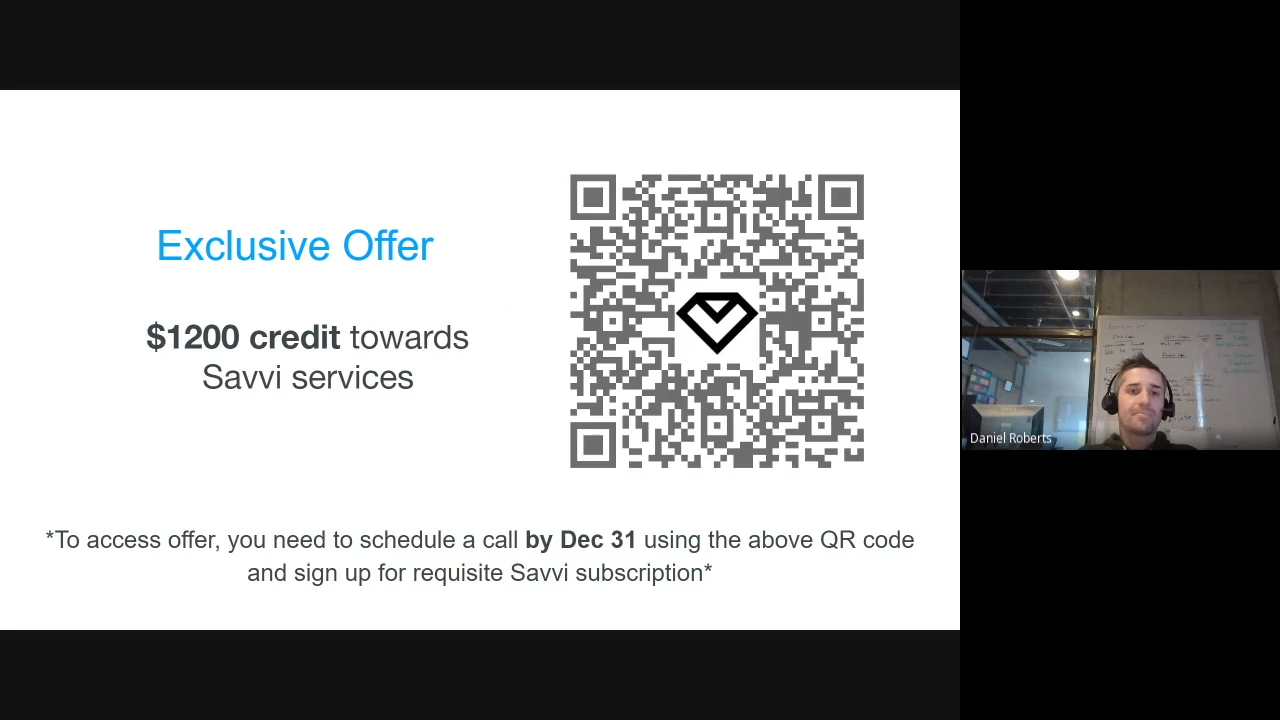 Exclusive Offer
$1200 credit towards
Savvi services
*To access offer, you need to schedule a call by Dec 31 using the above QR code
and sign up for requisite Savvi subscription*
Daniel Roberts